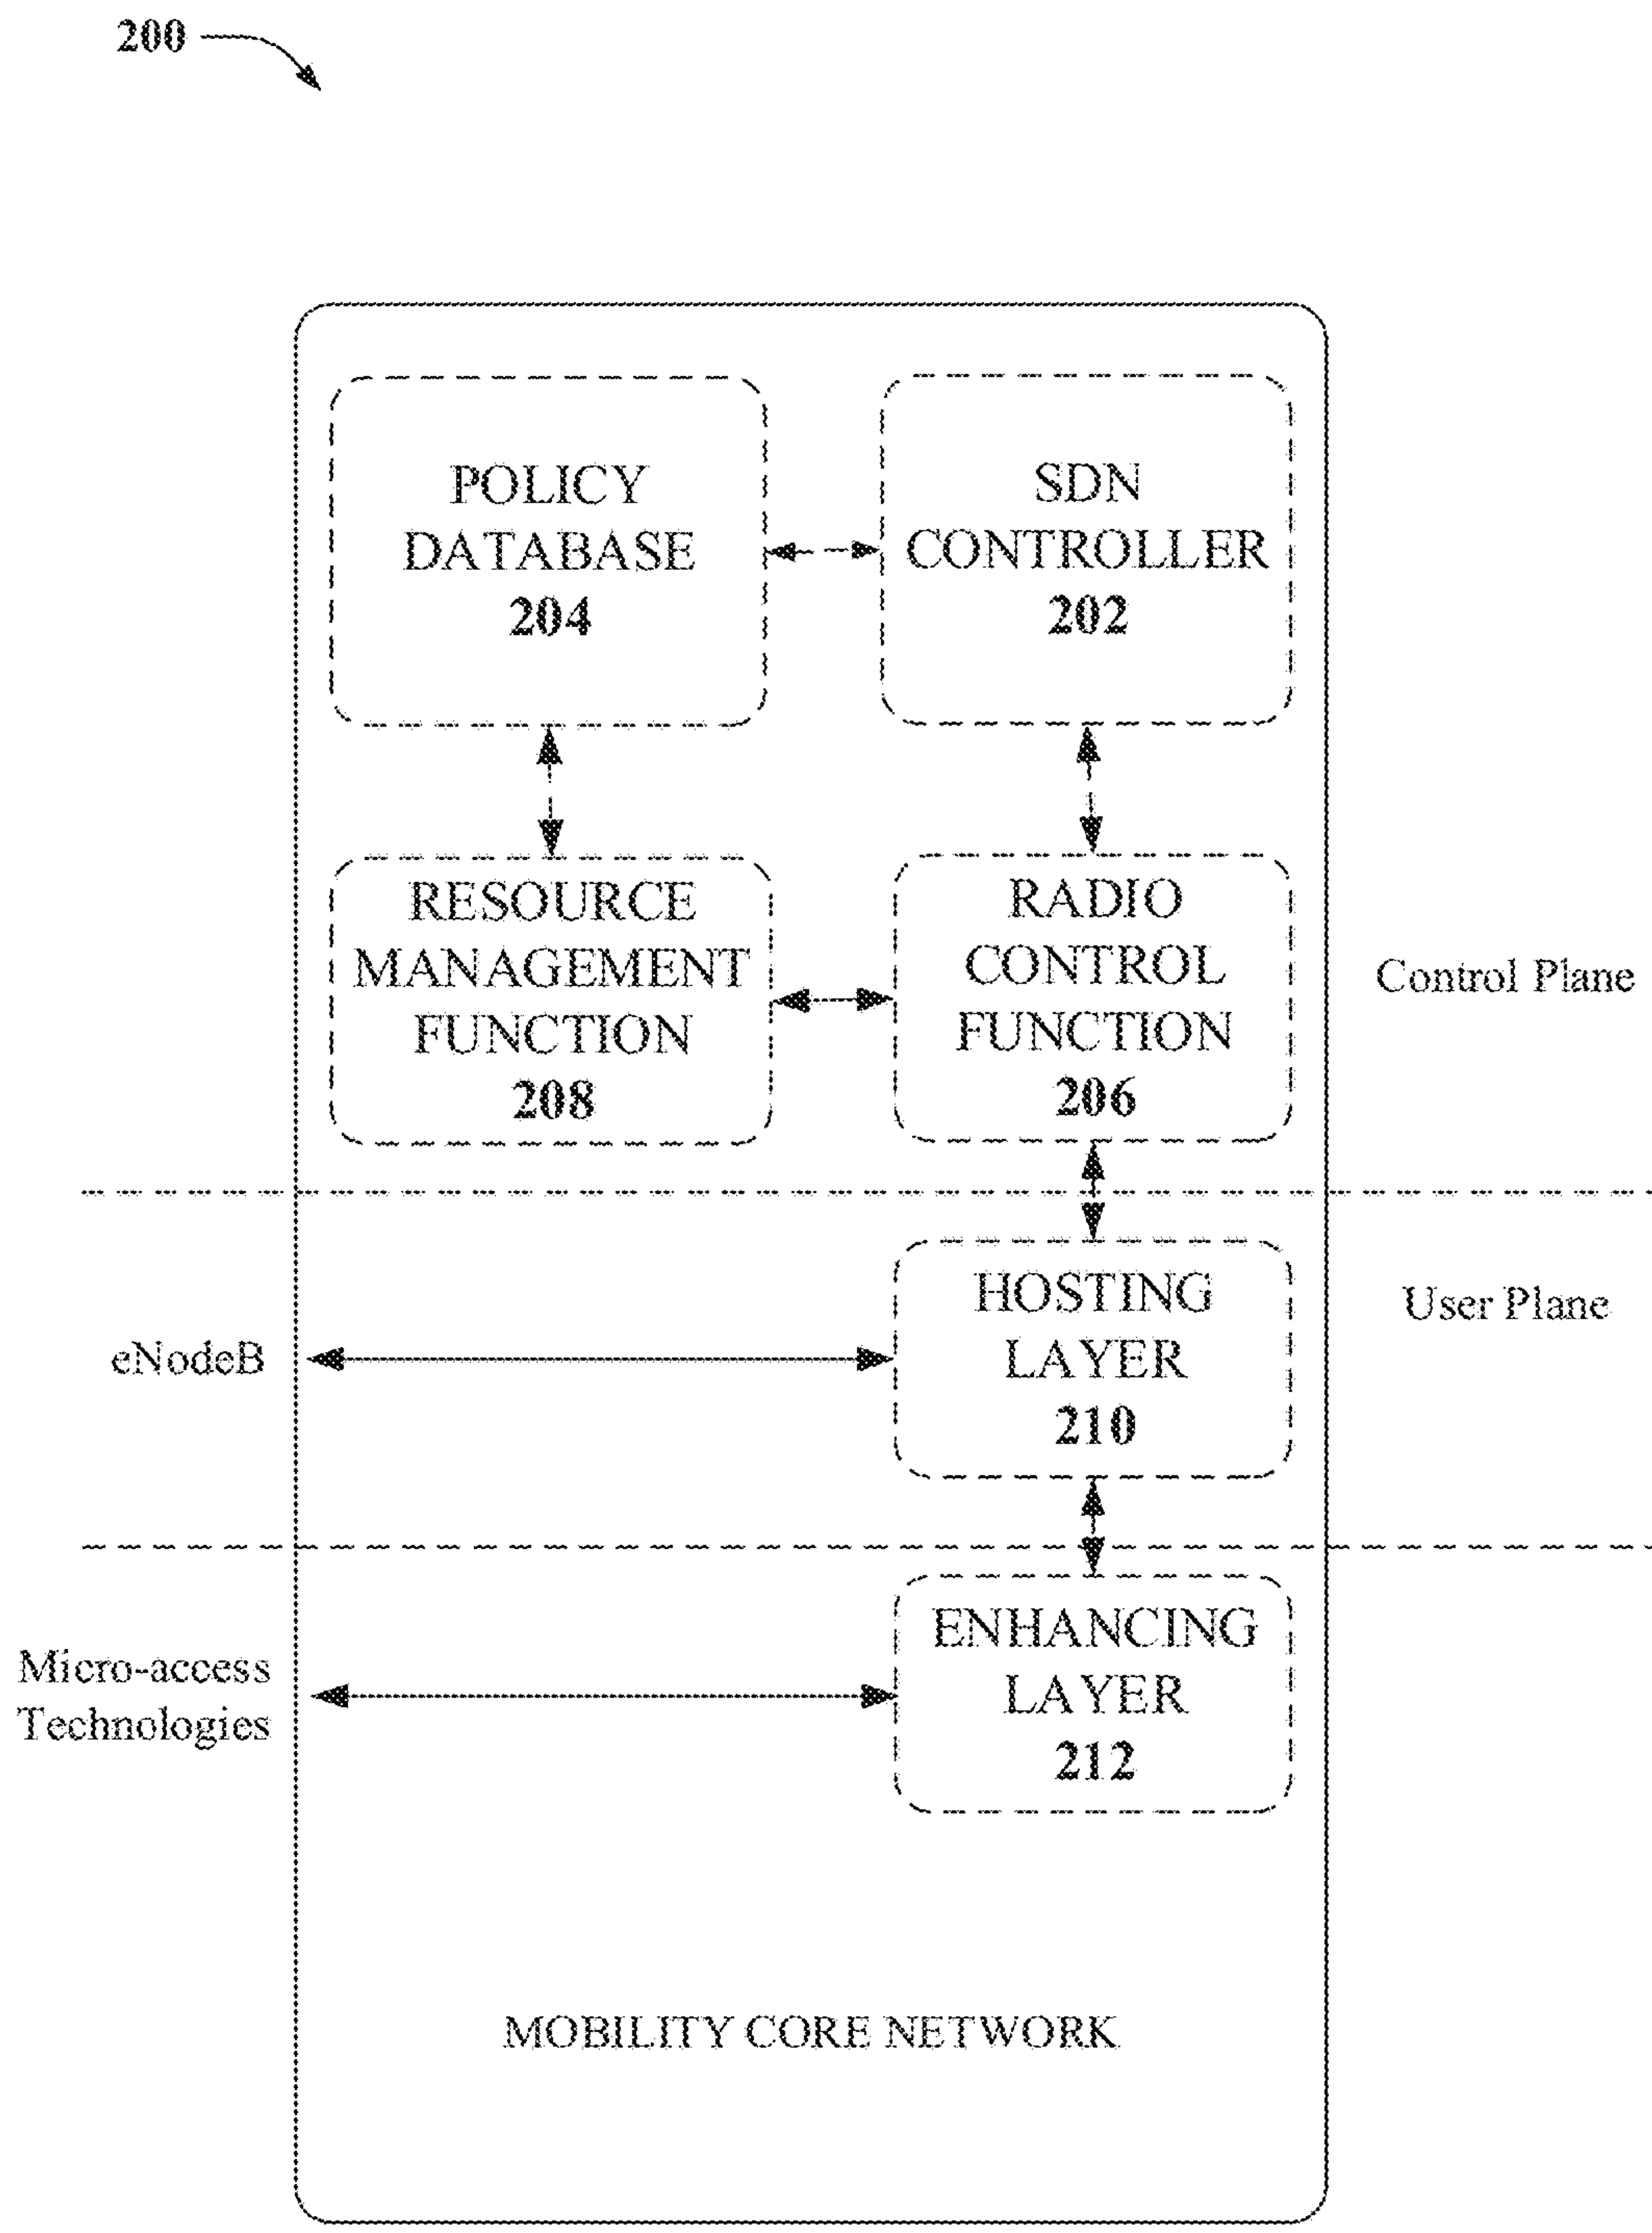 200
POLICY
DATABASE
204
SDN
CONTROLLER
202
RESOURCE
MANAGEMENT
FUNCTION
208
RADIO
CONTROL
FUNCTION
206
Control Plane
HOSTING
LAYER
210
User Plane
eNodeB
ENHANCING
LAYER
212
Micro-access
Technologies
MOBILITY CORE NETWORK